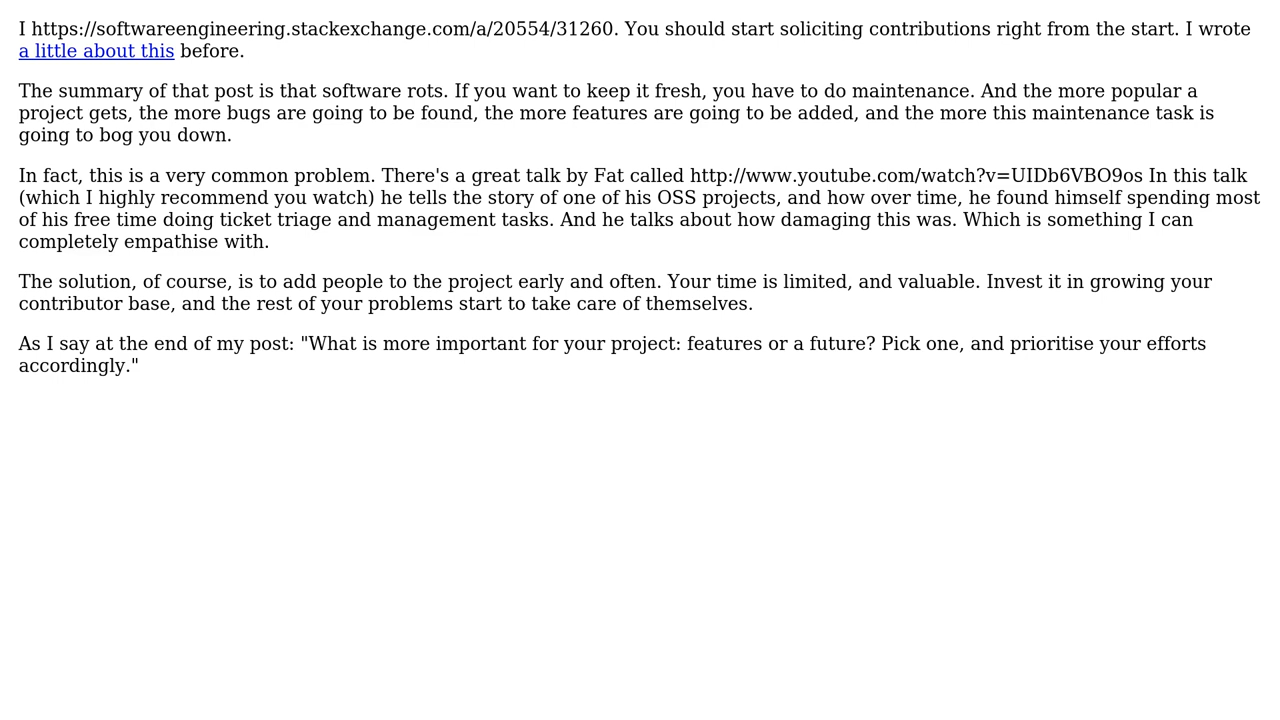 I https://softwareengineering.stackexchange.com/a/20554/31260. You should start soliciting contributions right from the start. I wrote
a little about this before.
The summary of that post is that software rots. If you want to keep it fresh, you have to do maintenance. And the more popular a
project gets, the more bugs are going to be found, the more features are going to be added, and the more this maintenance task is
going to bog you down.
In fact, this is a very common problem. There's a great talk by Fat called http://www.youtube.com/watch?v=UIDb6VBO9os In this talk
(which I highly recommend you watch) he tells the story of one of his OSS projects, and how over time, he found himself spending most
of his free time doing ticket triage and management tasks. And he talks about how damaging this was. Which is something I can
completely empathise with.
The solution, of course, is to add people to the project early and often. Your time is limited, and valuable. Invest it in growing your
contributor base, and the rest of your problems start to take care of themselves.
As I say at the end of my post: "What is more important for your project: features or a future? Pick one, and prioritise your efforts
accordingly."